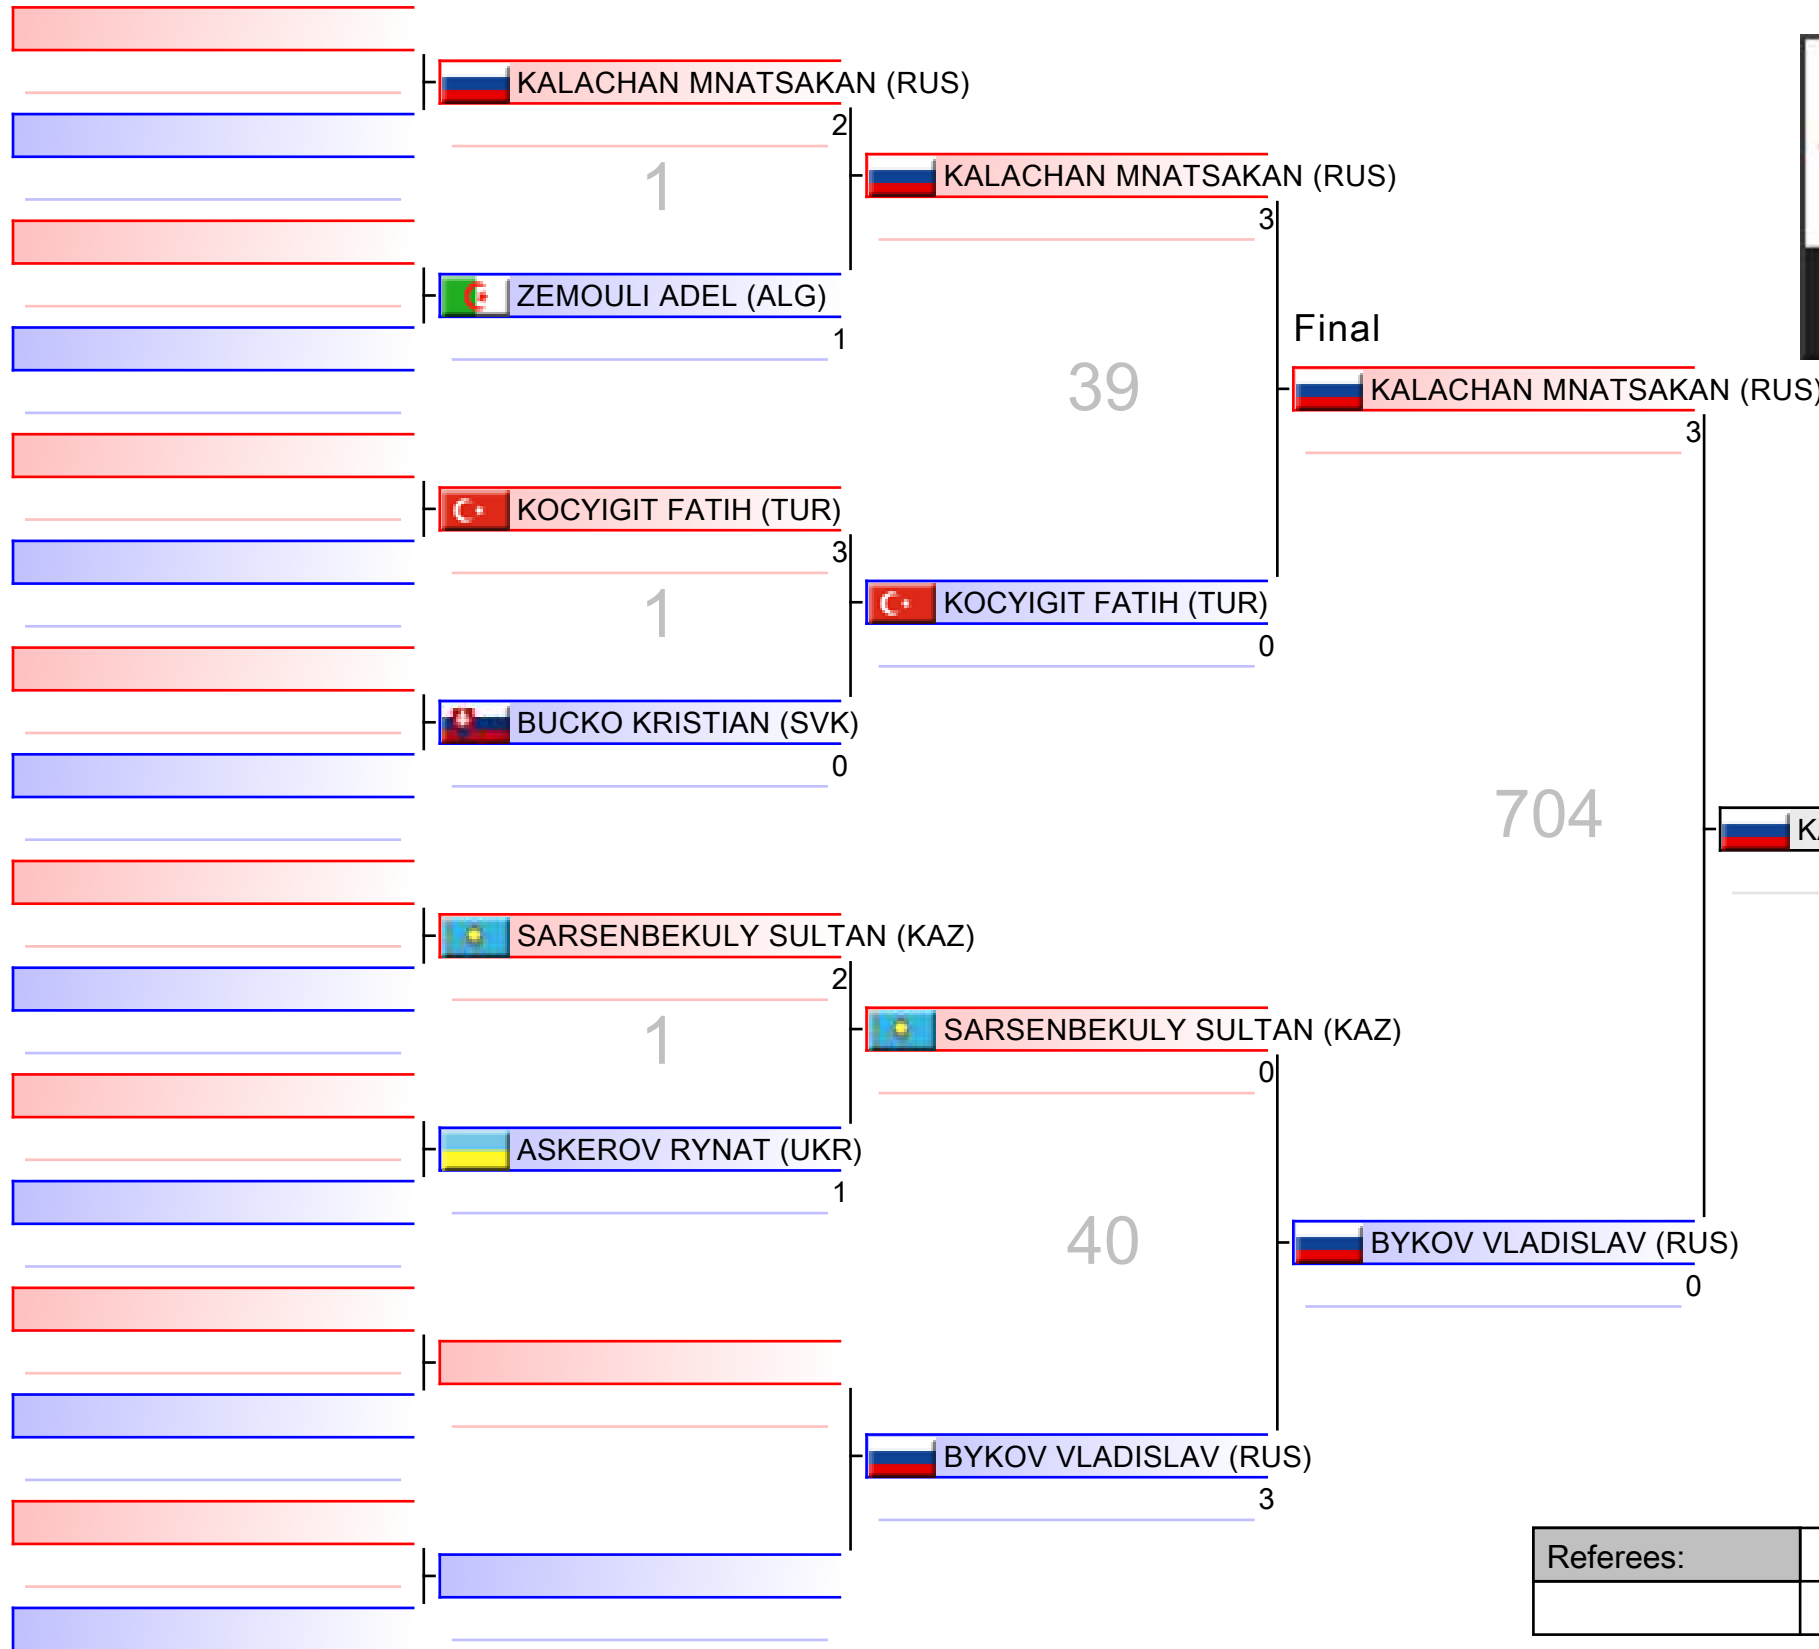 KALACHAN MNATSAKAN (RUS)
2
1
KALACHAN MNATSAKAN (RUS)
3
ZEMOULI ADEL (ALG)
1
39
Final
KALACHAN MNATSAKAN (RUS)
3
KOCYIGIT FATIH (TUR)
3
1
KOCYIGIT FATIH (TUR)
0
BUCKO KRISTIAN (SVK)
0
704
KA
SARSENBEKULY SULTAN (KAZ)
2
1
SARSENBEKULY SULTAN (KAZ)
0
ASKEROV RYNAT (UKR)
1
40
BYKOV VLADISLAV (RUS)
0
BYKOV VLADISLAV (RUS)
3
Referees: